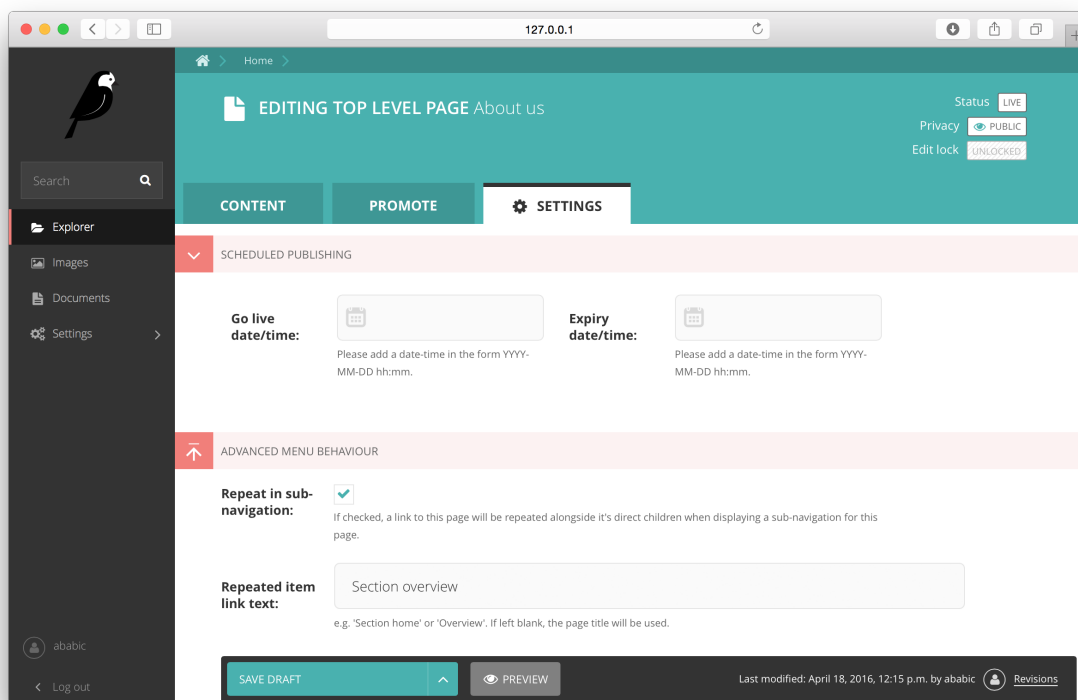 127.0.0.1
Home
EDITING TOP LEVEL PAGE About us
Status LIVE
Privacy PUBLIC
Edit lock UNLOCKED
Search
Explorer
Images
Documents
Settings
CONTENT
PROMOTE
SETTINGS
SCHEDULED PUBLISHING
Go live
date/time:
Please add a date-time in the form YYYY-
MM-DD hh:mm.
Expiry
date/time:
Please add a date-time in the form YYYY-
MM-DD hh:mm.
ADVANCED MENU BEHAVIOUR
Repeat in sub-
navigation:
If checked, a link to this page will be repeated alongside it's direct children when displaying a sub-navigation for this
page.
Repeated item
link text:
Section overview
e.g. 'Section home' or 'Overview'. If left blank, the page title will be used.
ababic
Log out
SAVE DRAFT
PREVIEW
Last modified: April 18, 2016, 12:15 p.m. by ababic
Revisions